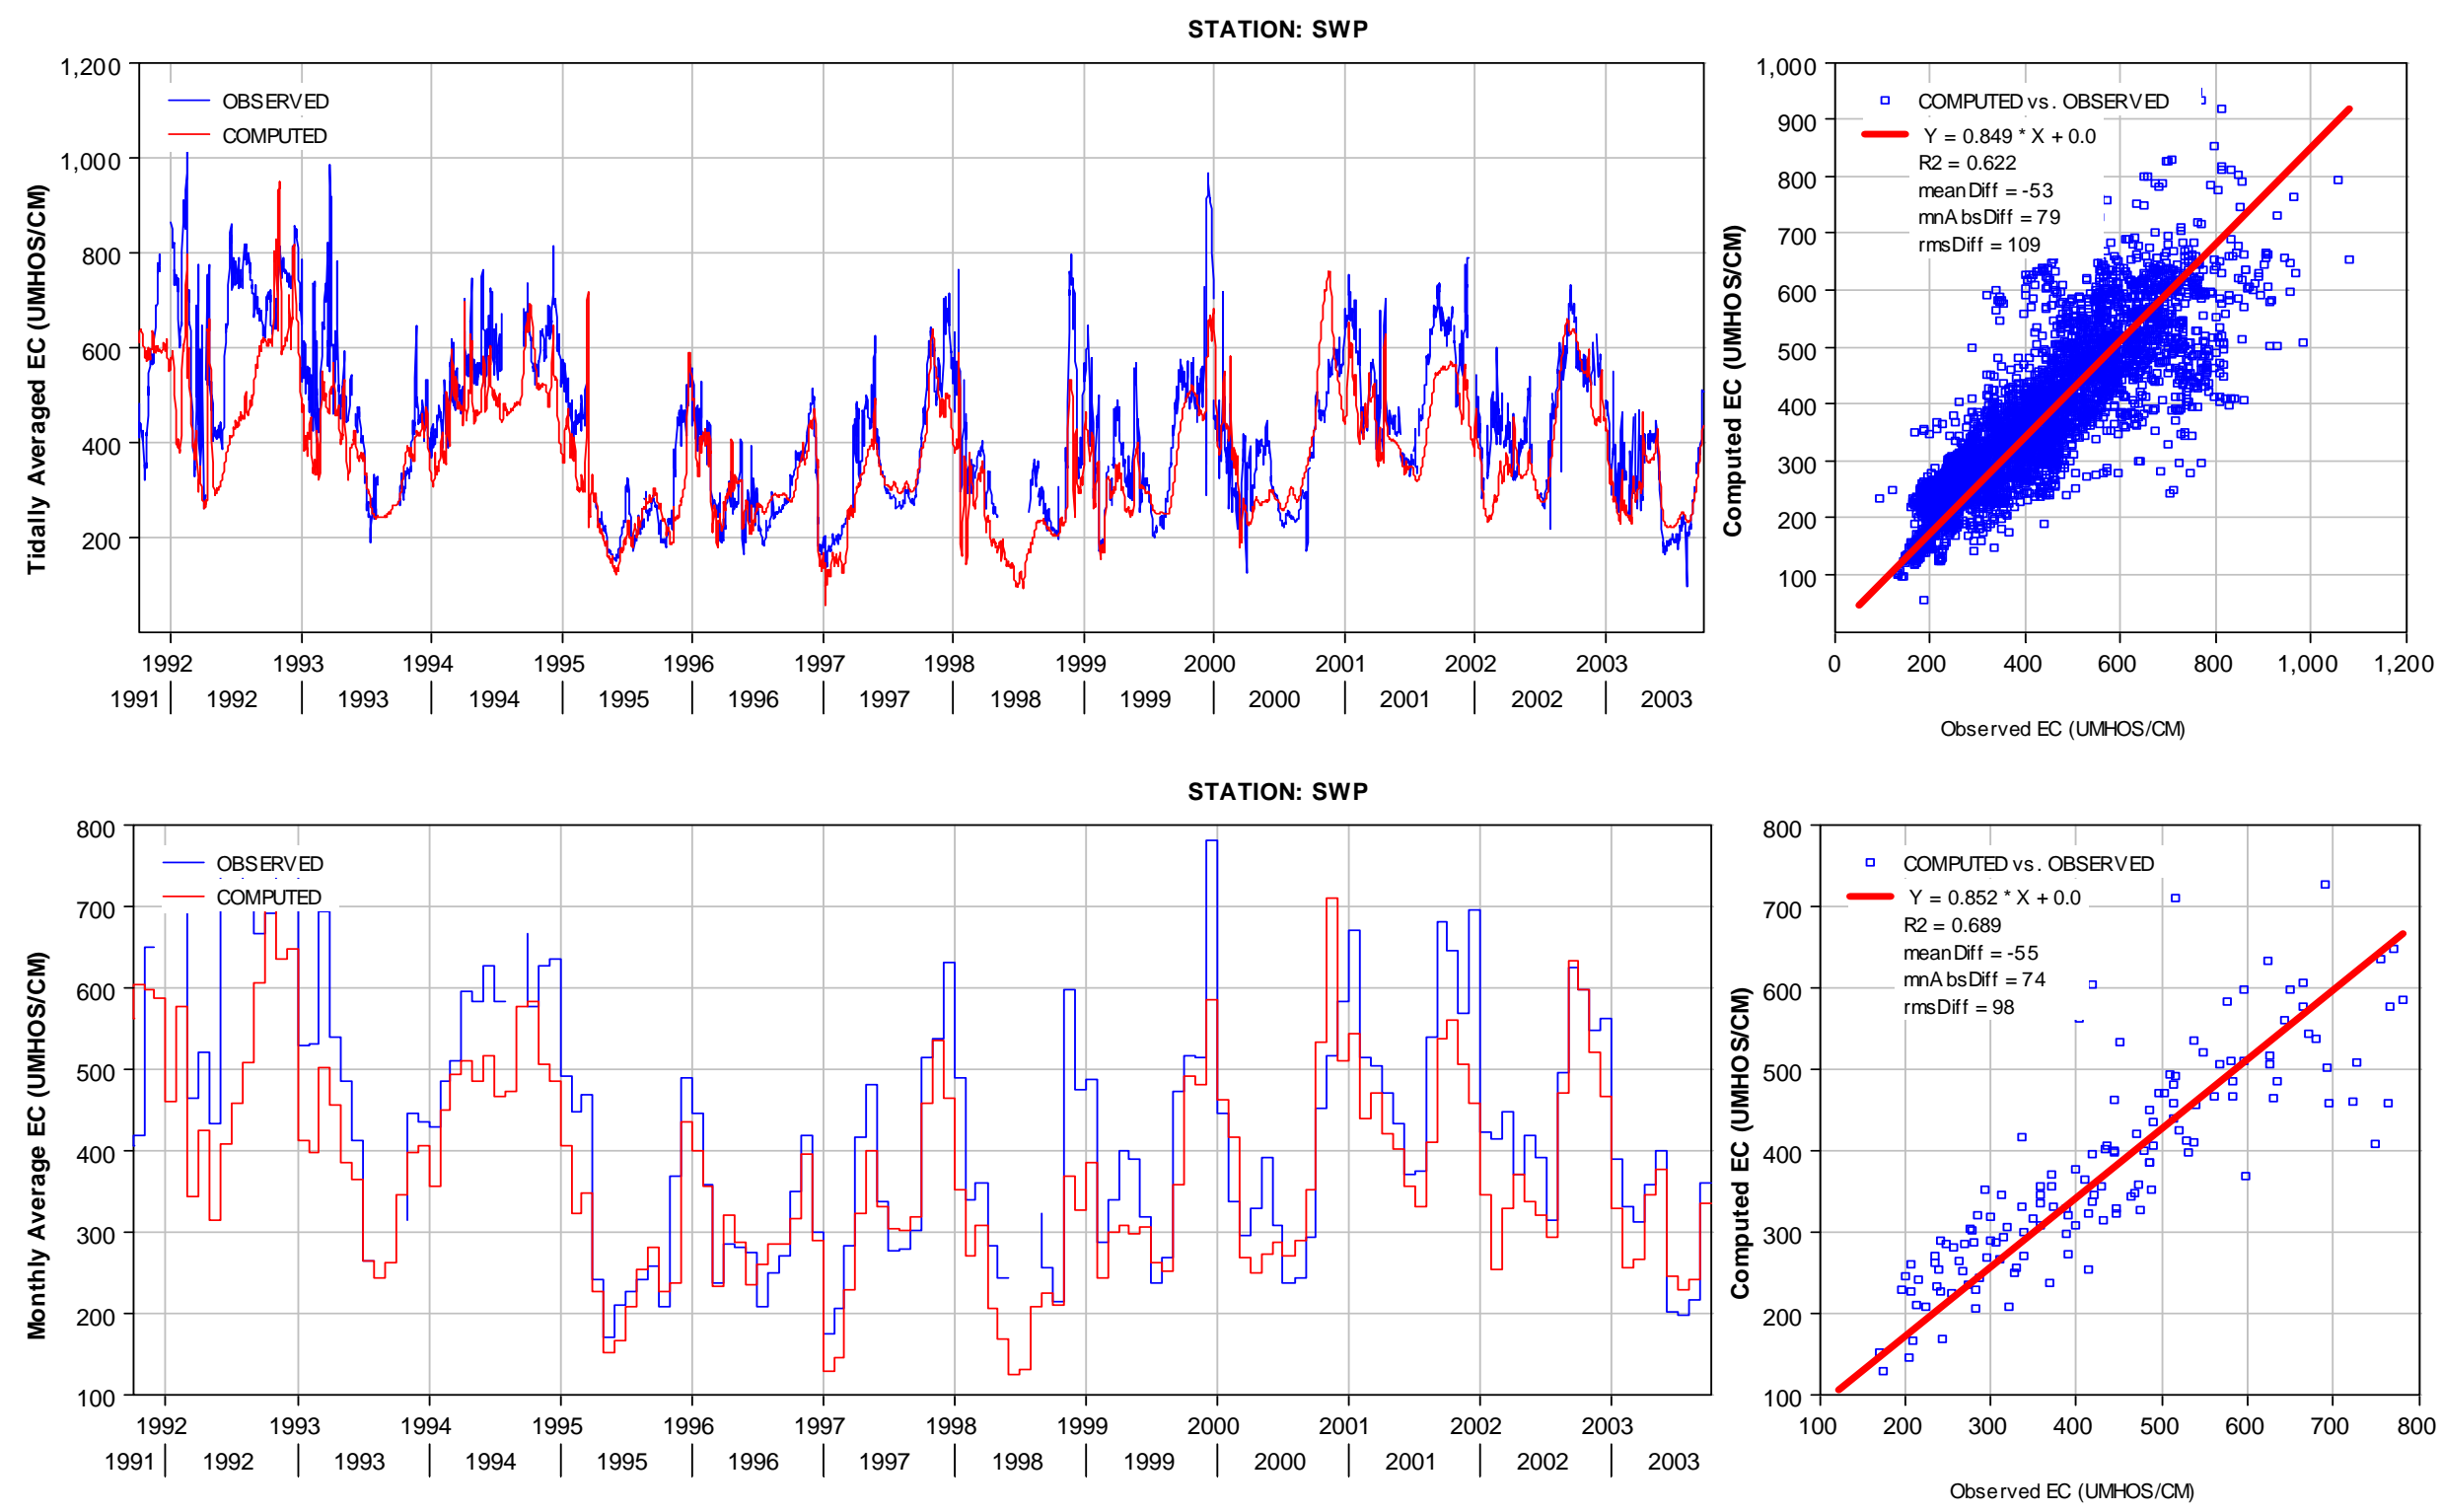 STATION: SWP
Tidally Averaged EC (UMHOS/CM)
1,200
1,000
800
600
400
200
OBSERVED
COMPUTED
1992 1993 1994 1995 1996 1997 1998 1999 2000 2001 2002 2003
1991 1992 1993 1994 1995 1996 1997 1998 1999 2000 2001 2002 2003
Computed EC (UMHOS/CM)
1,000
900
800
700
600
500
400
300
200
100
COMPUTED vs. OBSERVED
Y = 0.849 * X + 0.0
R2 = 0.622
meanDiff = -53
mnAbsDiff = 79
rmsDiff = 109
0 200 400 600 800 1,000 1,200
Observed EC (UMHOS/CM)
STATION: SWP
Monthly Average EC (UMHOS/CM)
800
700
600
500
400
300
200
100
OBSERVED
COMPUTED
1992 1993 1994 1995 1996 1997 1998 1999 2000 2001 2002 2003
1991 1992 1993 1994 1995 1996 1997 1998 1999 2000 2001 2002 2003
Computed EC (UMHOS/CM)
800
700
600
500
400
300
200
100
COMPUTED vs. OBSERVED
Y = 0.852 * X + 0.0
R2 = 0.689
meanDiff = -55
mnAbsDiff = 74
rmsDiff = 98
100 200 300 400 500 600 700 800
Observed EC (UMHOS/CM)